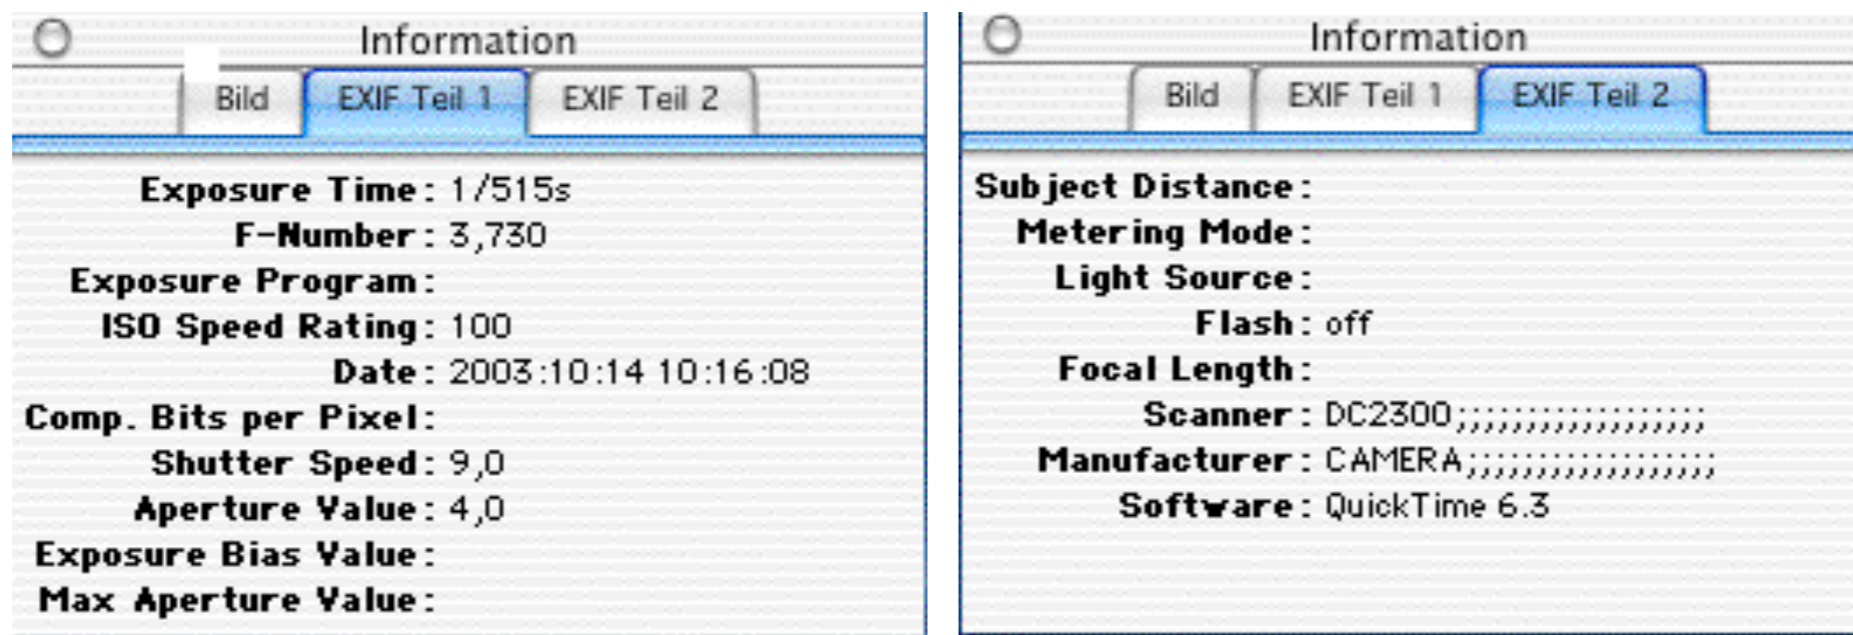 Information
Bild EXIF Teil 1 EXIF Teil 2
Exposure Time: 1/515s
F-Number: 3,730
Exposure Program:
ISO Speed Rating: 100
Date: 2003:10:14 10:16:08
Comp. Bits per Pixel:
Shutter Speed: 9,0
Aperture Value: 4,0
Exposure Bias Value:
Max Aperture Value:
Information
Bild EXIF Teil 1 EXIF Teil 2
Subject Distance:
Metering Mode:
Light Source:
Flash: off
Focal Length:
Scanner: DC2300;;;;;;;;;;;;;;;;;;
Manufacturer: CAMERA;;;;;;;;;;;;;;;;;;
Software: QuickTime 6.3